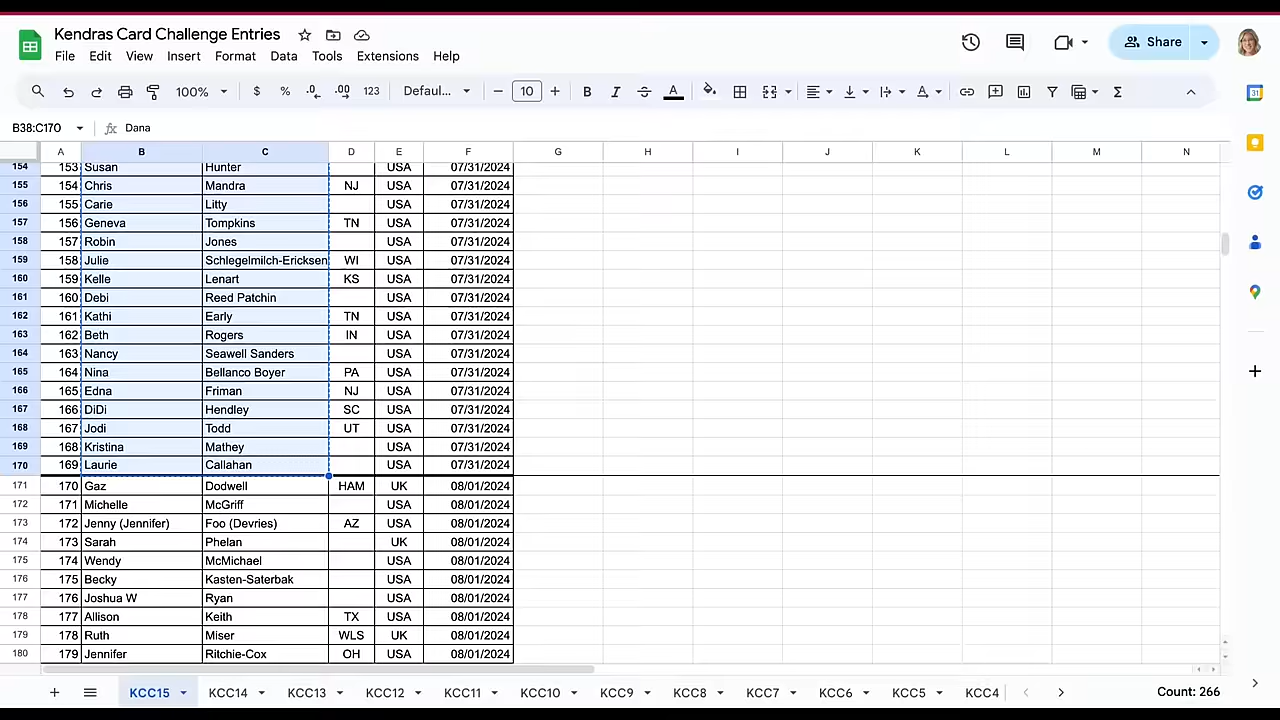 Kendras Card Challenge Entries
File Edit View Insert Format Data Tools Extensions Help
Share
100% $ % .0 .00 123 Defaul... 10 B I S A
B38:C170 Dana
A B C D E F G H I J K L M N
154 153 Susan Hunter USA 07/31/2024
155 154 Chris Mandra NJ USA 07/31/2024
156 155 Carie Litty USA 07/31/2024
157 156 Geneva Tompkins TN USA 07/31/2024
158 157 Robin Jones USA 07/31/2024
159 158 Julie Schlegelmilch-Ericksen WI USA 07/31/2024
160 159 Kelle Lenart KS USA 07/31/2024
161 160 Debi Reed Patchin USA 07/31/2024
162 161 Kathi Early TN USA 07/31/2024
163 162 Beth Rogers IN USA 07/31/2024
164 163 Nancy Seawell Sanders USA 07/31/2024
165 164 Nina Bellanco Boyer PA USA 07/31/2024
166 165 Edna Friman NJ USA 07/31/2024
167 166 DiDi Hendley SC USA 07/31/2024
168 167 Jodi Todd UT USA 07/31/2024
169 168 Kristina Mathey USA 07/31/2024
170 169 Laurie Callahan USA 07/31/2024
171 170 Gaz Dodwell HAM UK 08/01/2024
172 171 Michelle McGriff USA 08/01/2024
173 172 Jenny (Jennifer) Foo (Devries) AZ USA 08/01/2024
174 173 Sarah Phelan UK 08/01/2024
175 174 Wendy McMichael USA 08/01/2024
176 175 Becky Kasten-Saterbak USA 08/01/2024
177 176 Joshua W Ryan USA 08/01/2024
178 177 Allison Keith TX USA 08/01/2024
179 178 Ruth Miser WLS UK 08/01/2024
180 179 Jennifer Ritchie-Cox OH USA 08/01/2024
KCC15 KCC14 KCC13 KCC12 KCC11 KCC10 KCC9 KCC8 KCC7 KCC6 KCC5 KCC4 Count: 266